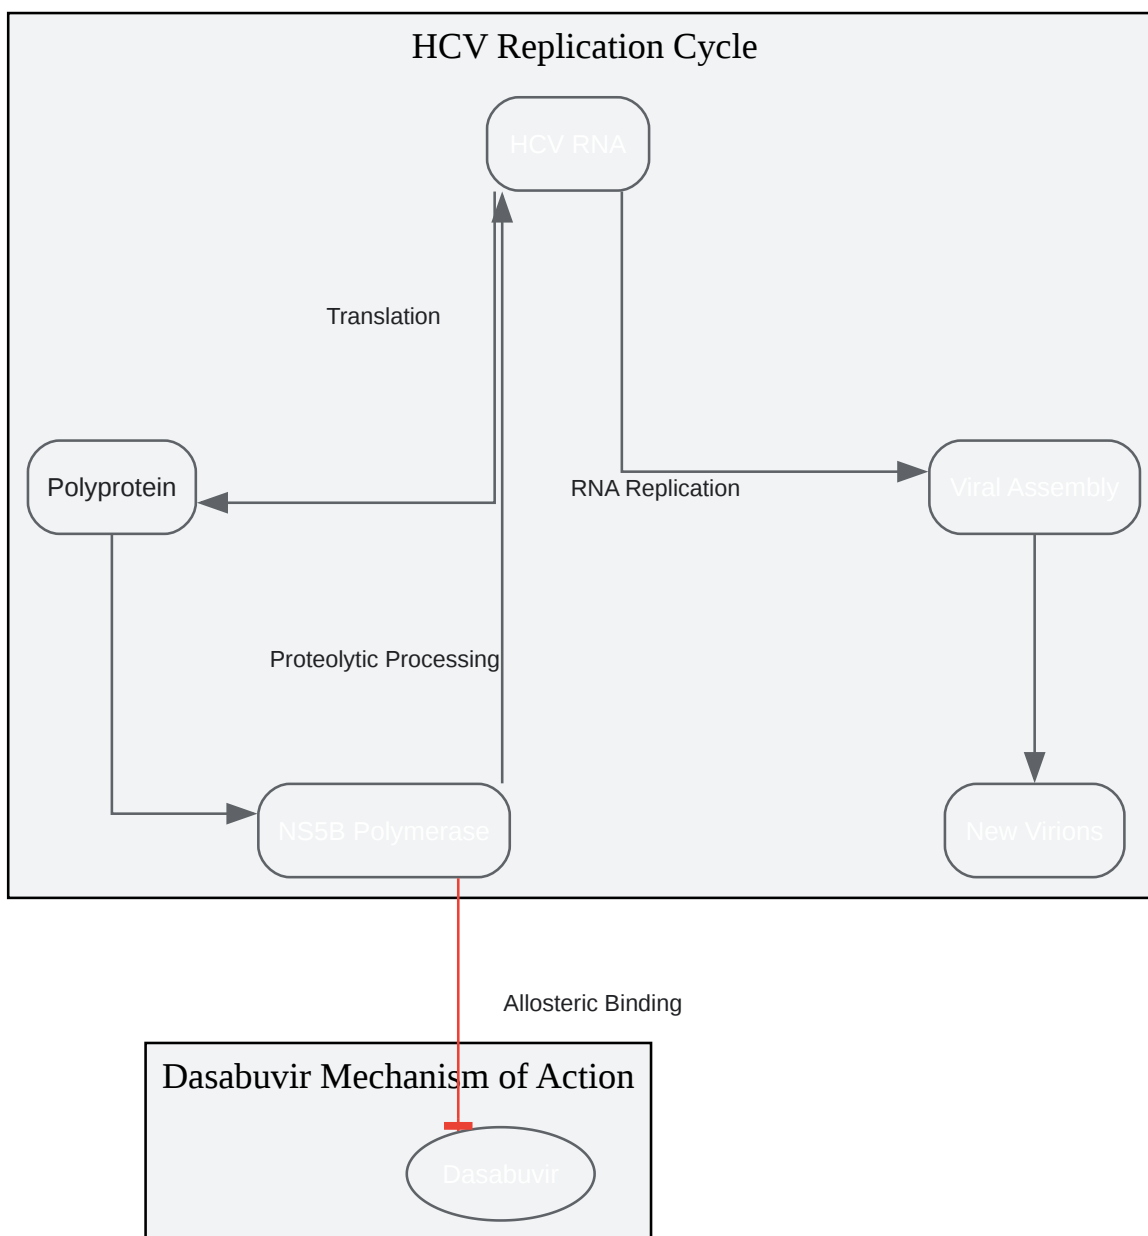 HCV Replication Cycle
HCV RNA
Translation
Polyprotein
RNA Replication
Viral Assembly
Proteolytic Processing
NS5B Polymerase
New Virions
Allosteric Binding
Dasabuvir Mechanism of Action
Dasabuvir